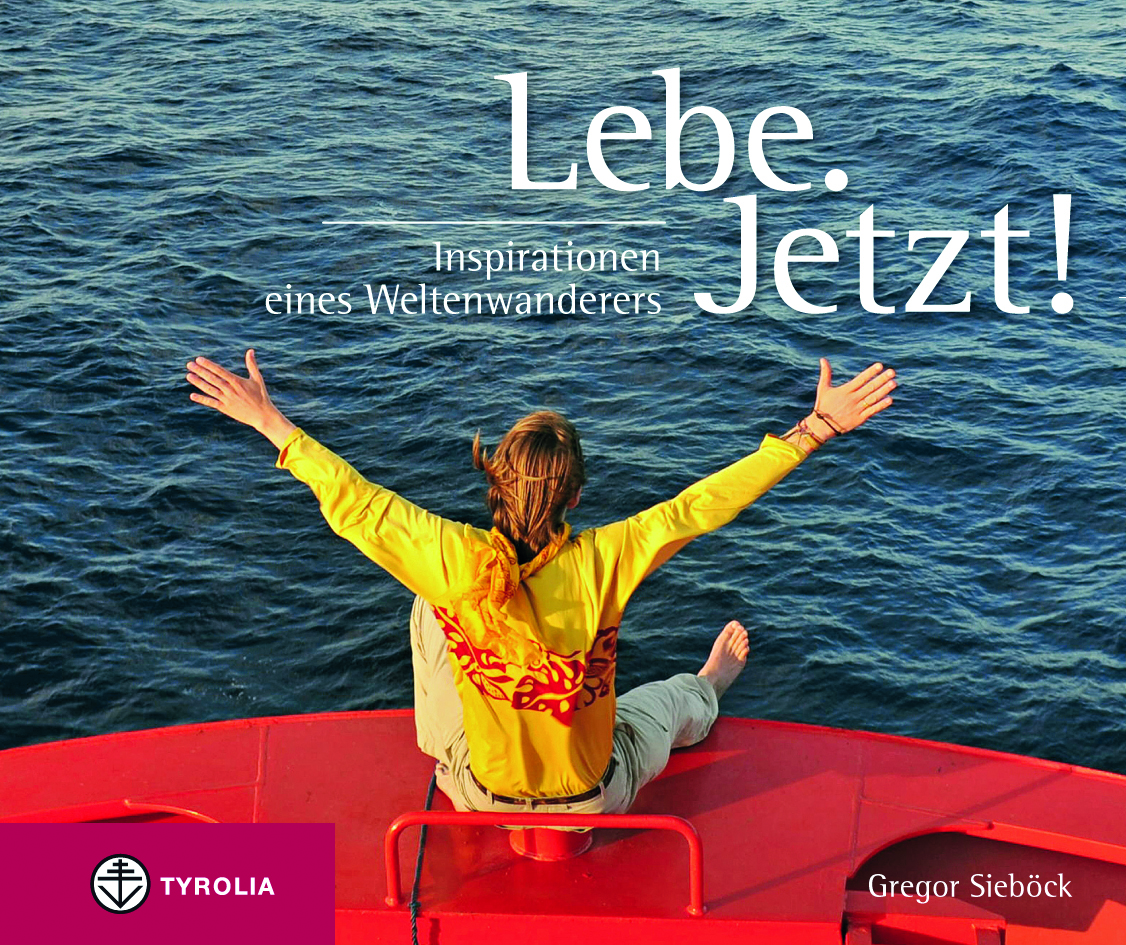 Lebe.
Jetzt!
Inspirationen
eines Weltenwanderers
TYROLIA
Gregor Sieböck